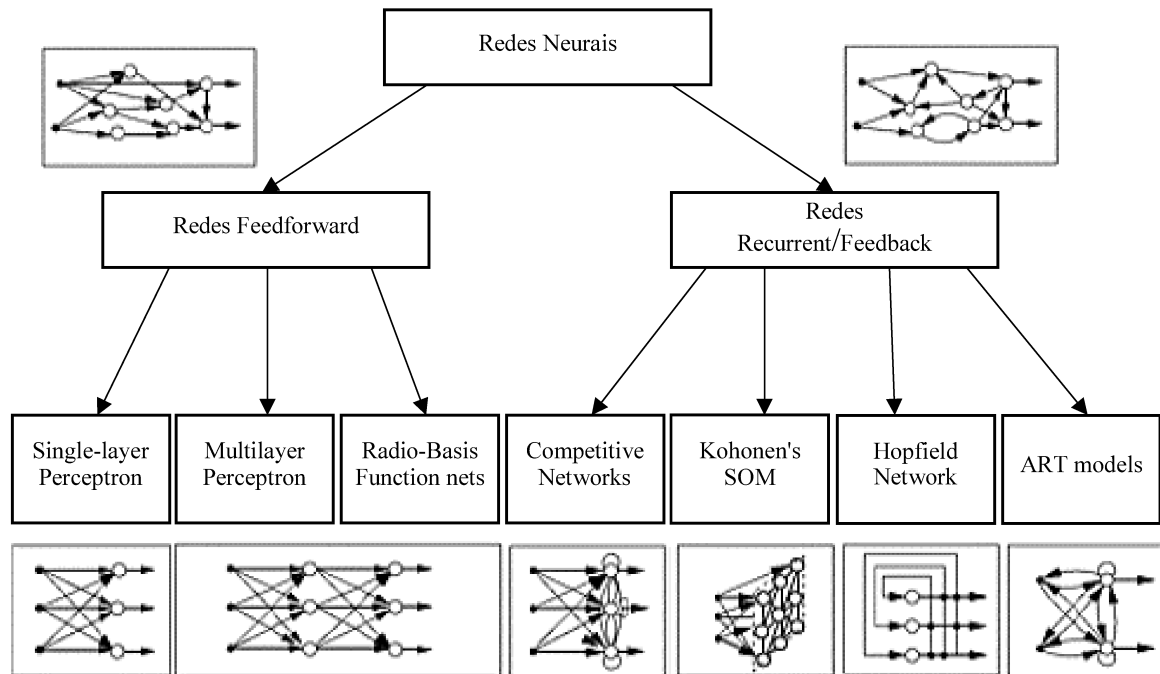 Redes Neurais
Redes Feedforward
Redes
Recurrent/Feedback
Single-layer
Perceptron
Multilayer
Perceptron
Radio-Basis
Function nets
Competitive
Networks
Kohonen's
SOM
Hopfield
Network
ART models